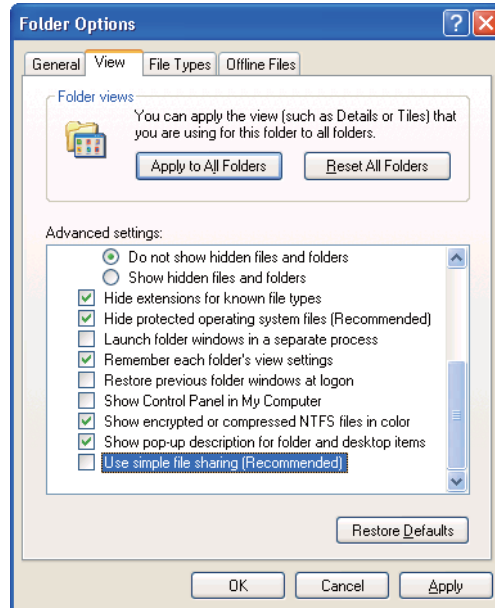 Folder Options
General View File Types Offline Files
Folder views
You can apply the view (such as Details or Tiles) that
you are using for this folder to all folders.
Apply to All Folders Reset All Folders
Advanced settings:
Do not show hidden files and folders
Show hidden files and folders
Hide extensions for known file types
Hide protected operating system files (Recommended)
Launch folder windows in a separate process
Remember each folder's view settings
Restore previous folder windows at logon
Show Control Panel in My Computer
Show encrypted or compressed NTFS files in color
Show pop-up description for folder and desktop items
Use simple file sharing (Recommended)
Restore Defaults
OK Cancel Apply